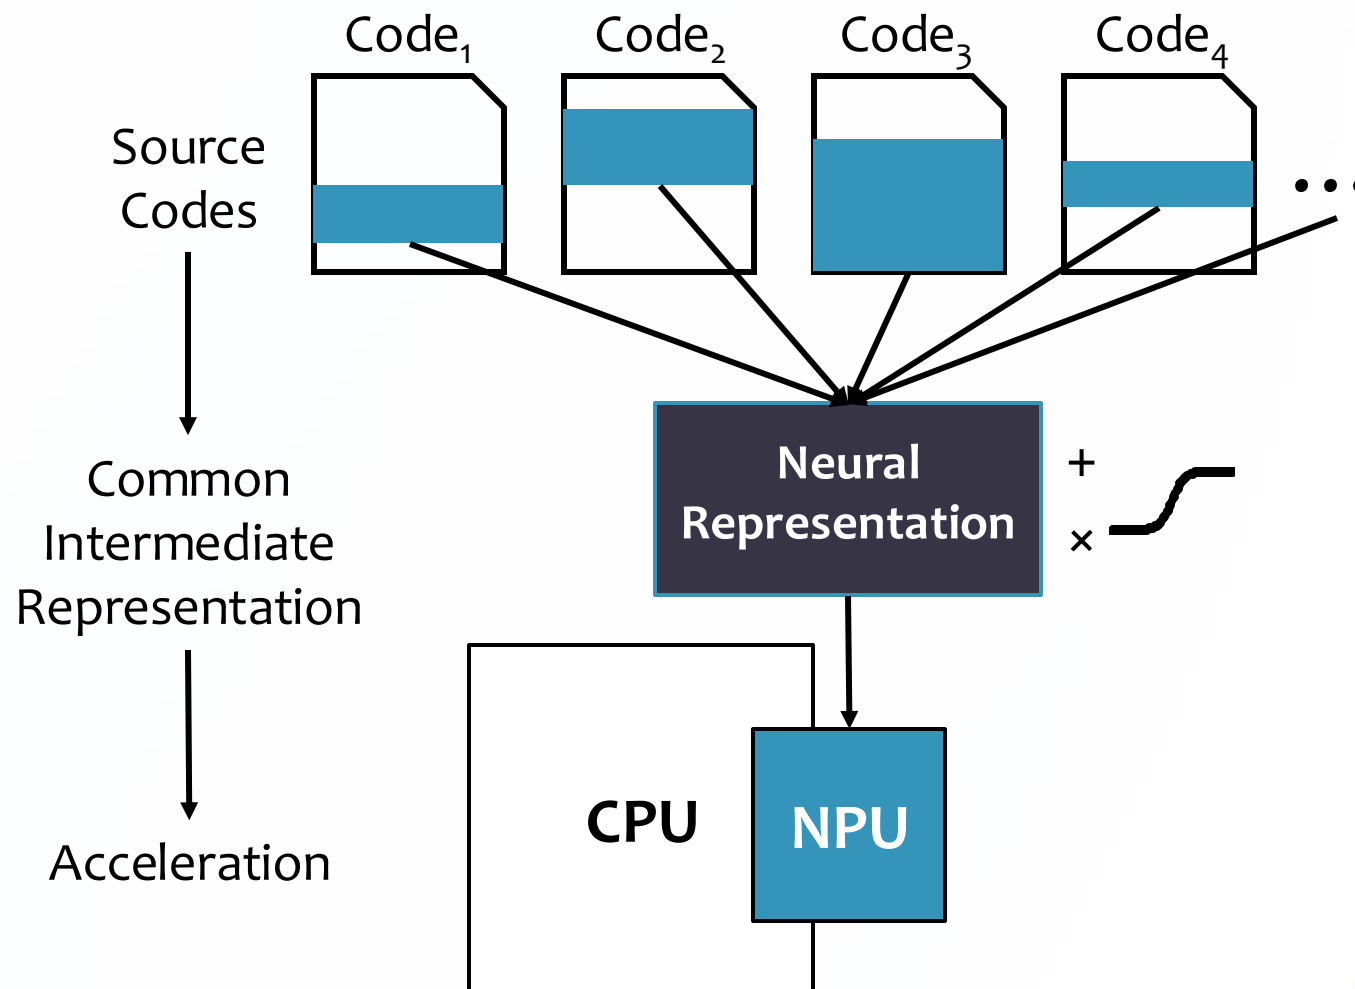 Code₁ Code₂ Code₃ Code₄
Source
Codes
...
Common
Intermediate
Representation
Neural
Representation
+
×
Acceleration
CPU
NPU